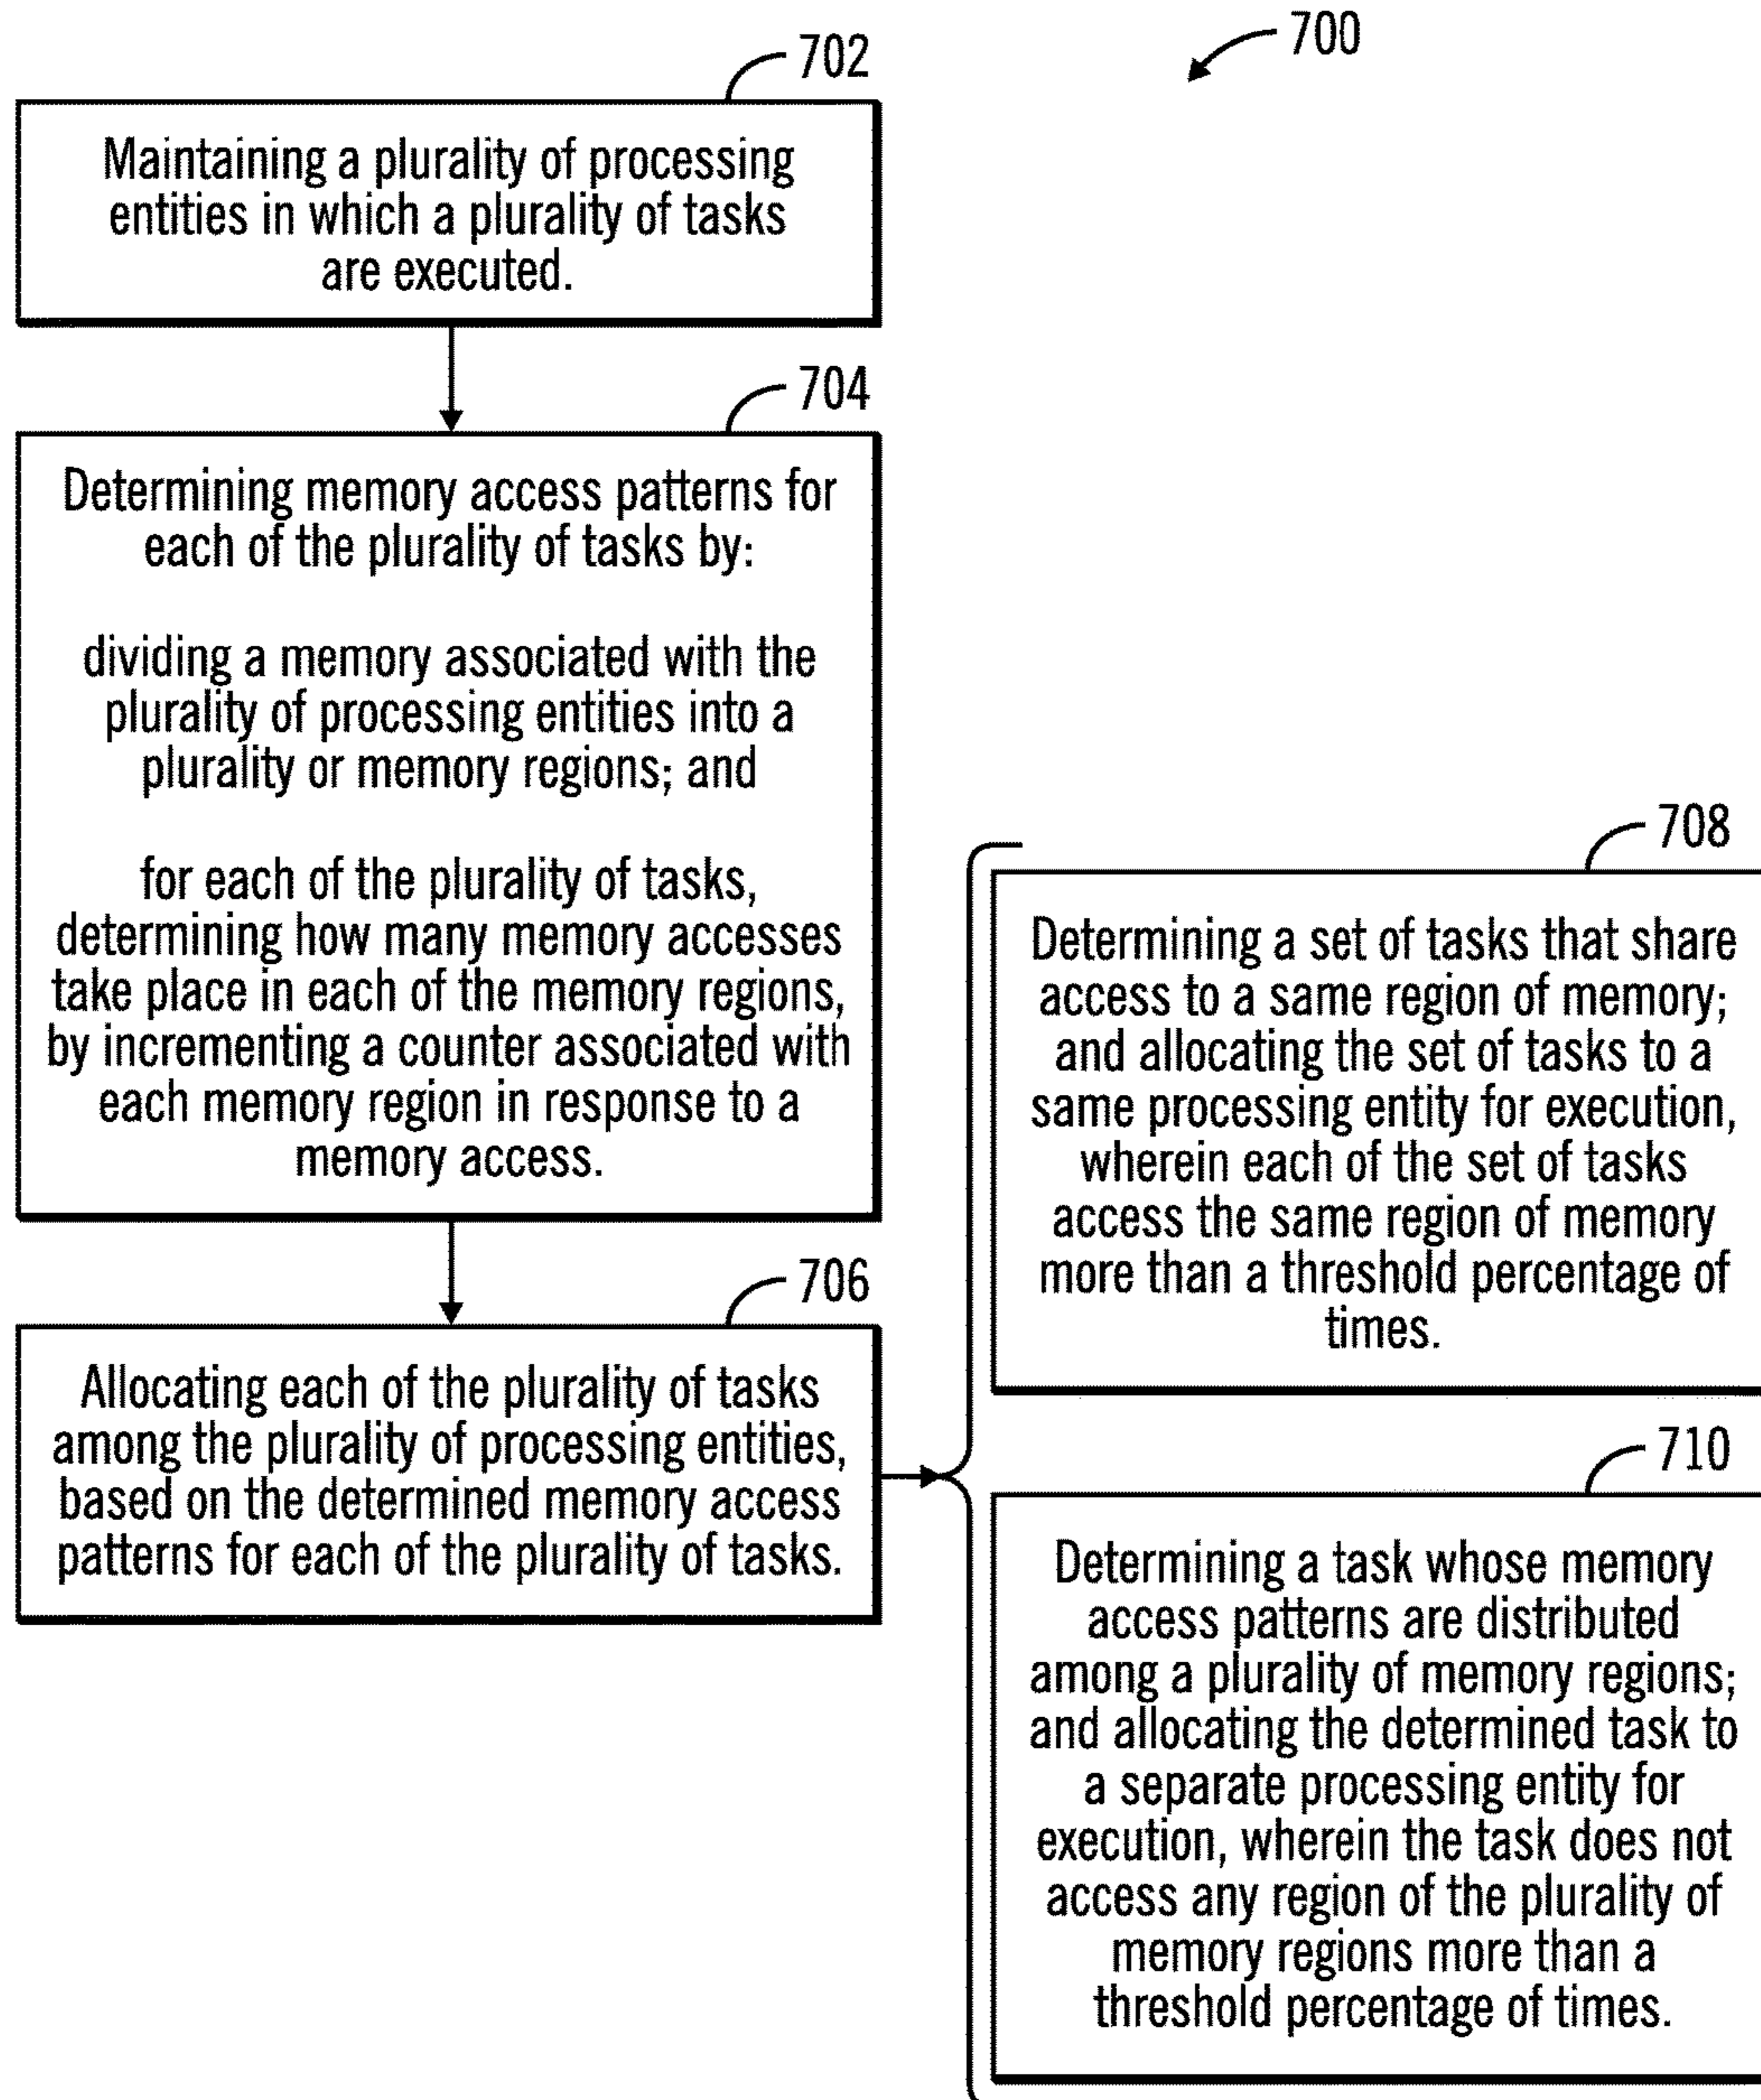 700
702
Maintaining a plurality of processing
entities in which a plurality of tasks
are executed.
704
Determining memory access patterns for
each of the plurality of tasks by:
dividing a memory associated with the
plurality of processing entities into a
plurality or memory regions; and
for each of the plurality of tasks,
determining how many memory accesses
take place in each of the memory regions,
by incrementing a counter associated with
each memory region in response to a
memory access.
706
Allocating each of the plurality of tasks
among the plurality of processing entities,
based on the determined memory access
patterns for each of the plurality of tasks.
708
Determining a set of tasks that share
access to a same region of memory;
and allocating the set of tasks to a
same processing entity for execution,
wherein each of the set of tasks
access the same region of memory
more than a threshold percentage of
times.
710
Determining a task whose memory
access patterns are distributed
among a plurality of memory regions;
and allocating the determined task to
a separate processing entity for
execution, wherein the task does not
access any region of the plurality of
memory regions more than a
threshold percentage of times.